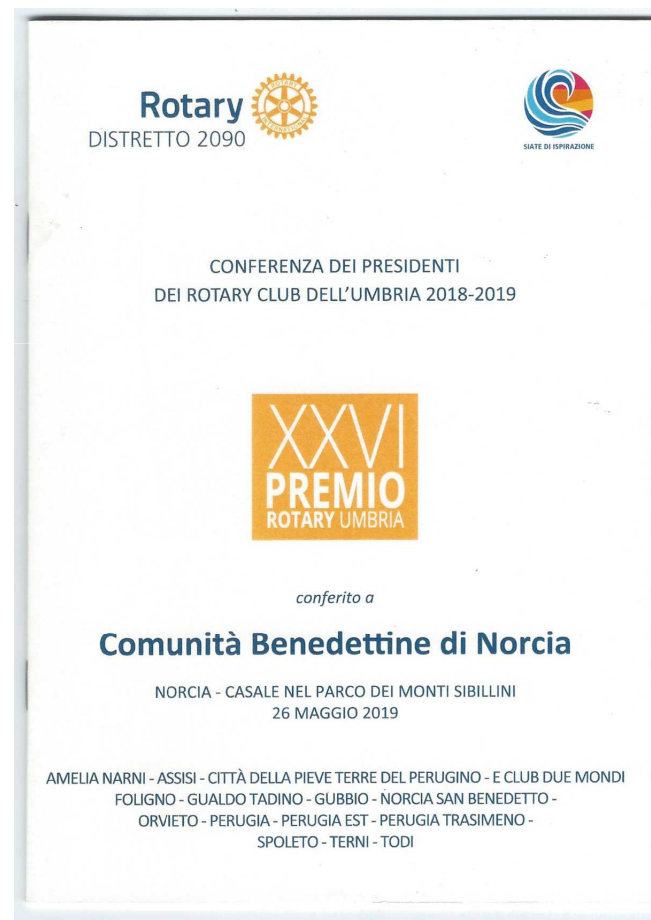 Rotary
DISTRETTO 2090
ROTARY
INTERNATIONAL
SIATE DI ISPIRAZIONE
CONFERENZA DEI PRESIDENTI
DEI ROTARY CLUB DELL'UMBRIA 2018-2019
XXVI
PREMIO
ROTARY UMBRIA
conferito a
Comunità Benedettine di Norcia
NORCIA - CASALE NEL PARCO DEI MONTI SIBILLINI
26 MAGGIO 2019
AMELIA NARNI - ASSISI - CITTÀ DELLA PIEVE TERRE DEL PERUGINO - E CLUB DUE MONDI
FOLIGNO - GUALDO TADINO - GUBBIO - NORCIA SAN BENEDETTO -
ORVIETO - PERUGIA - PERUGIA EST - PERUGIA TRASIMENO -
SPOLETO - TERNI - TODI